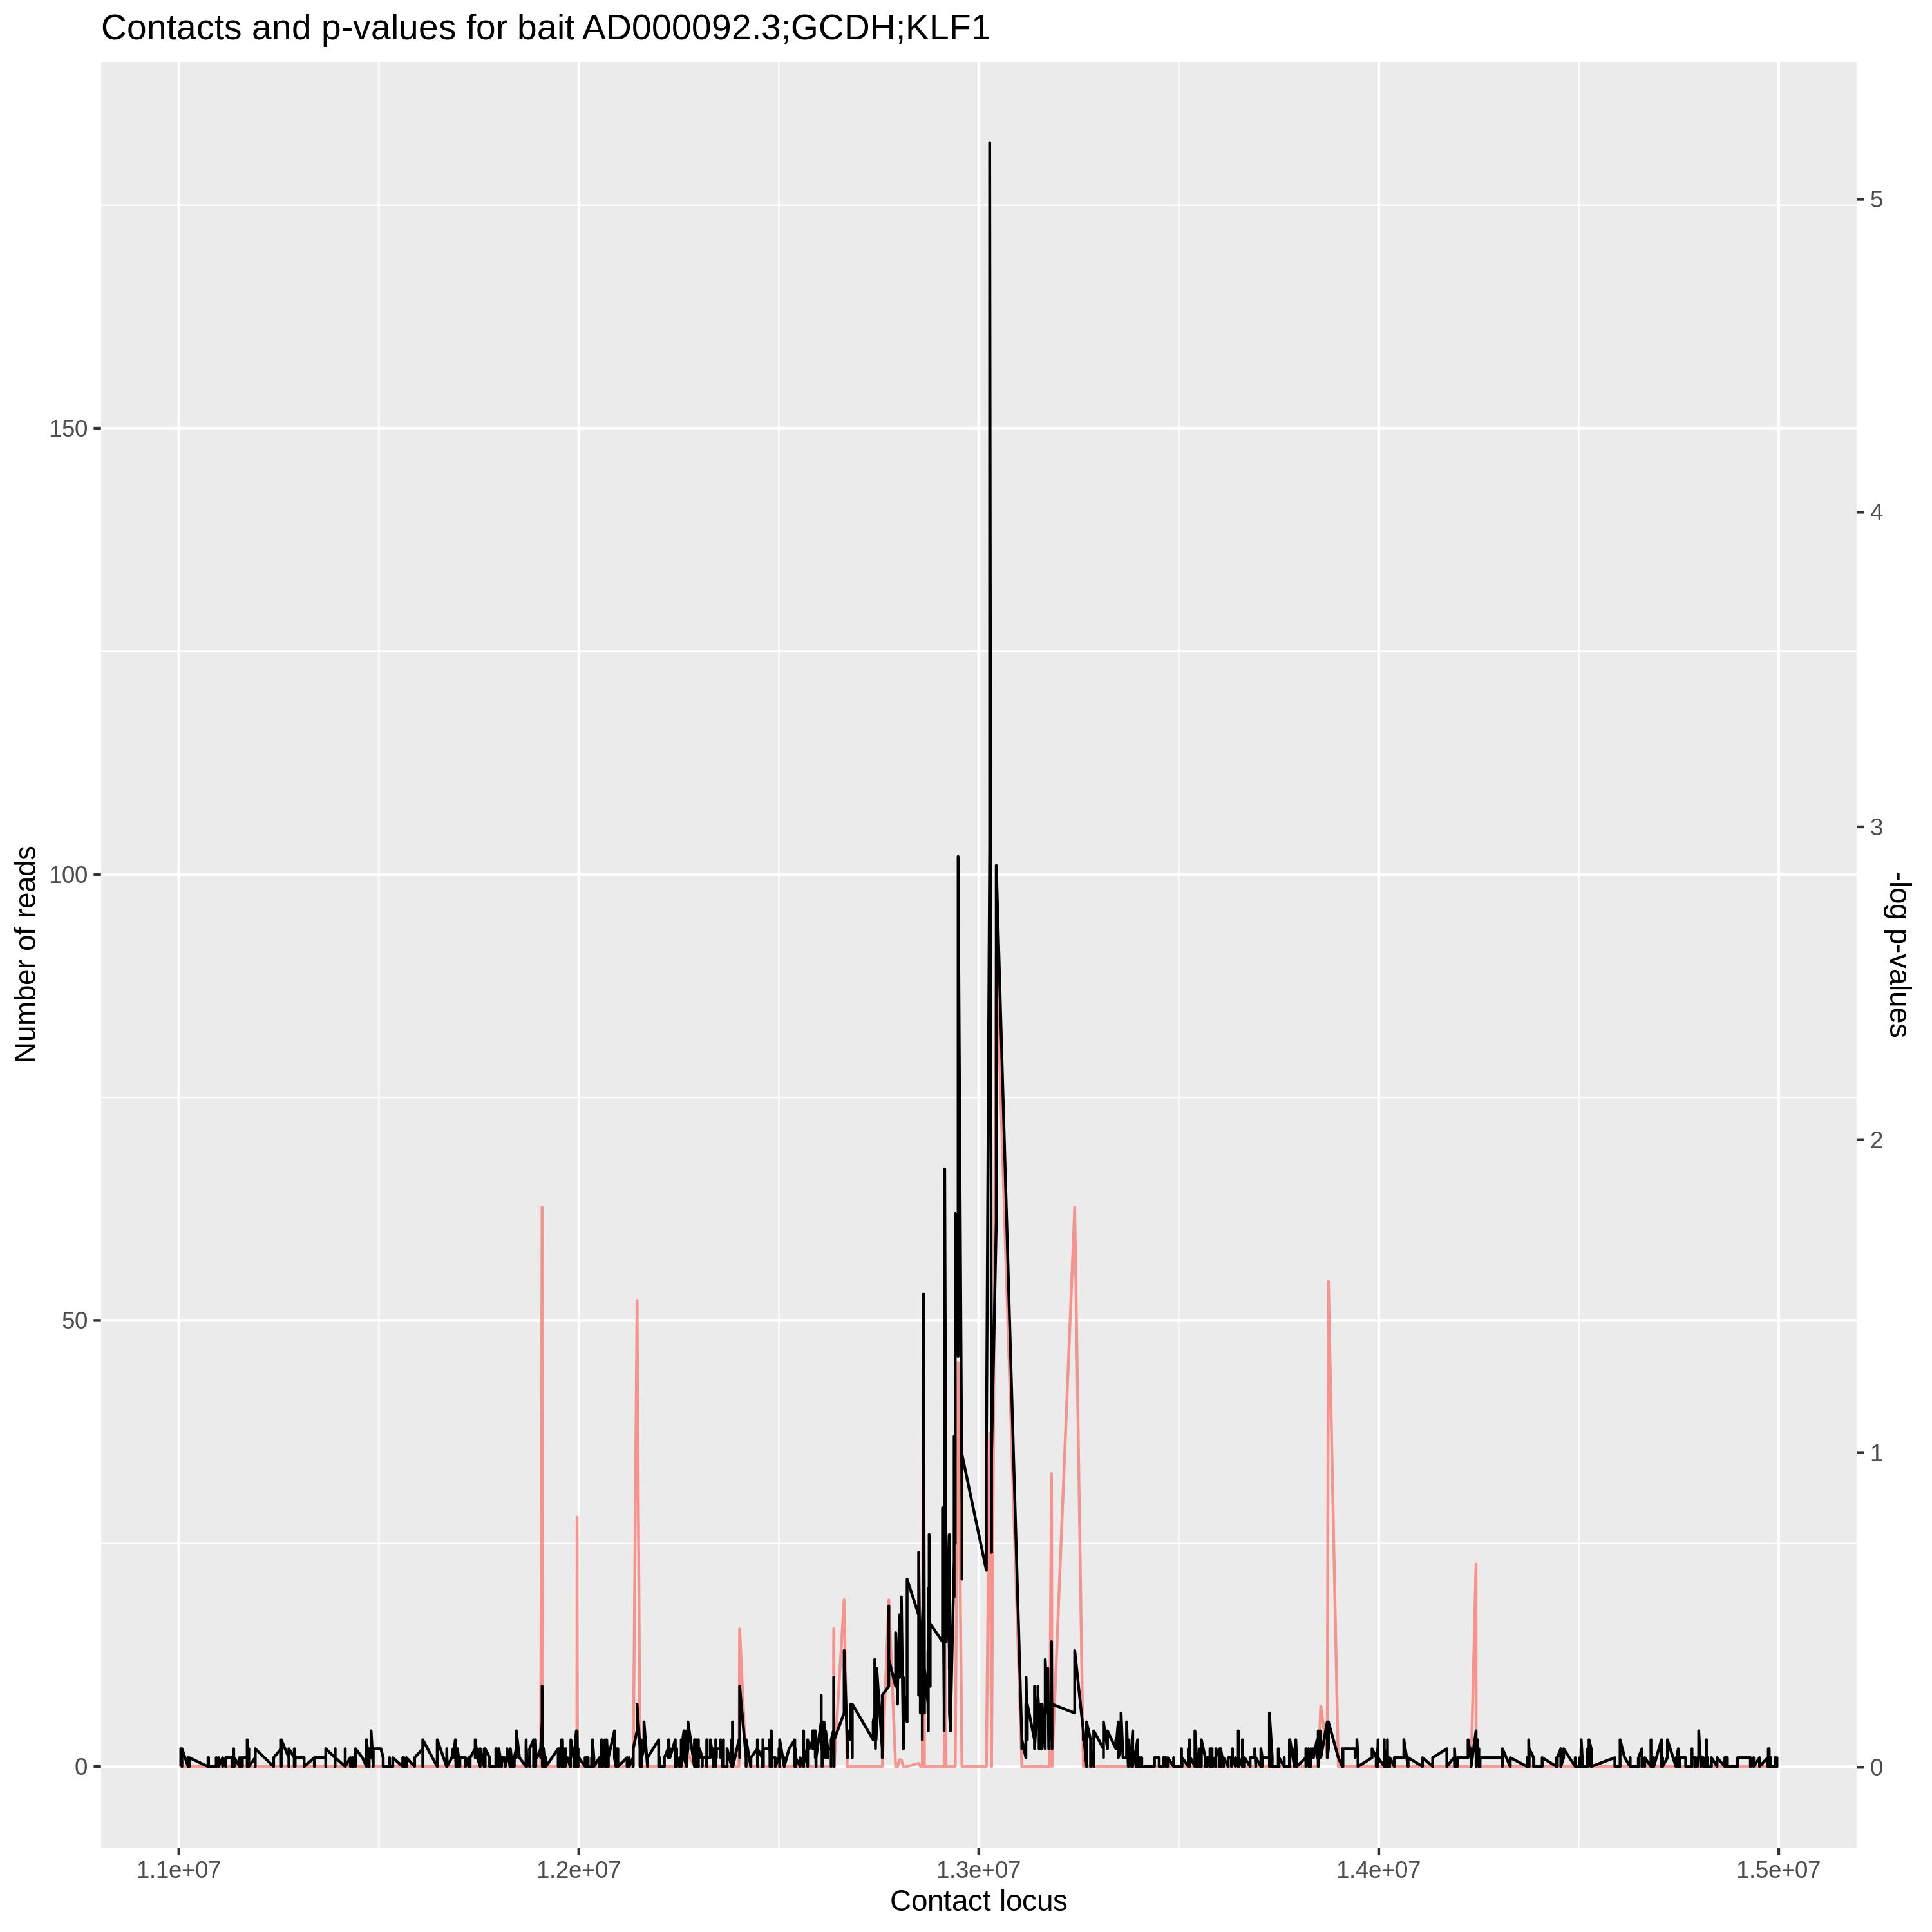 Contacts and p-values for bait AD000092.3;GCDH;KLF1
Number of reads
150
100
50
0
5
4
3
2
1
0
-log p-values
1.1e+07 1.2e+07 1.3e+07 1.4e+07 1.5e+07
Contact locus